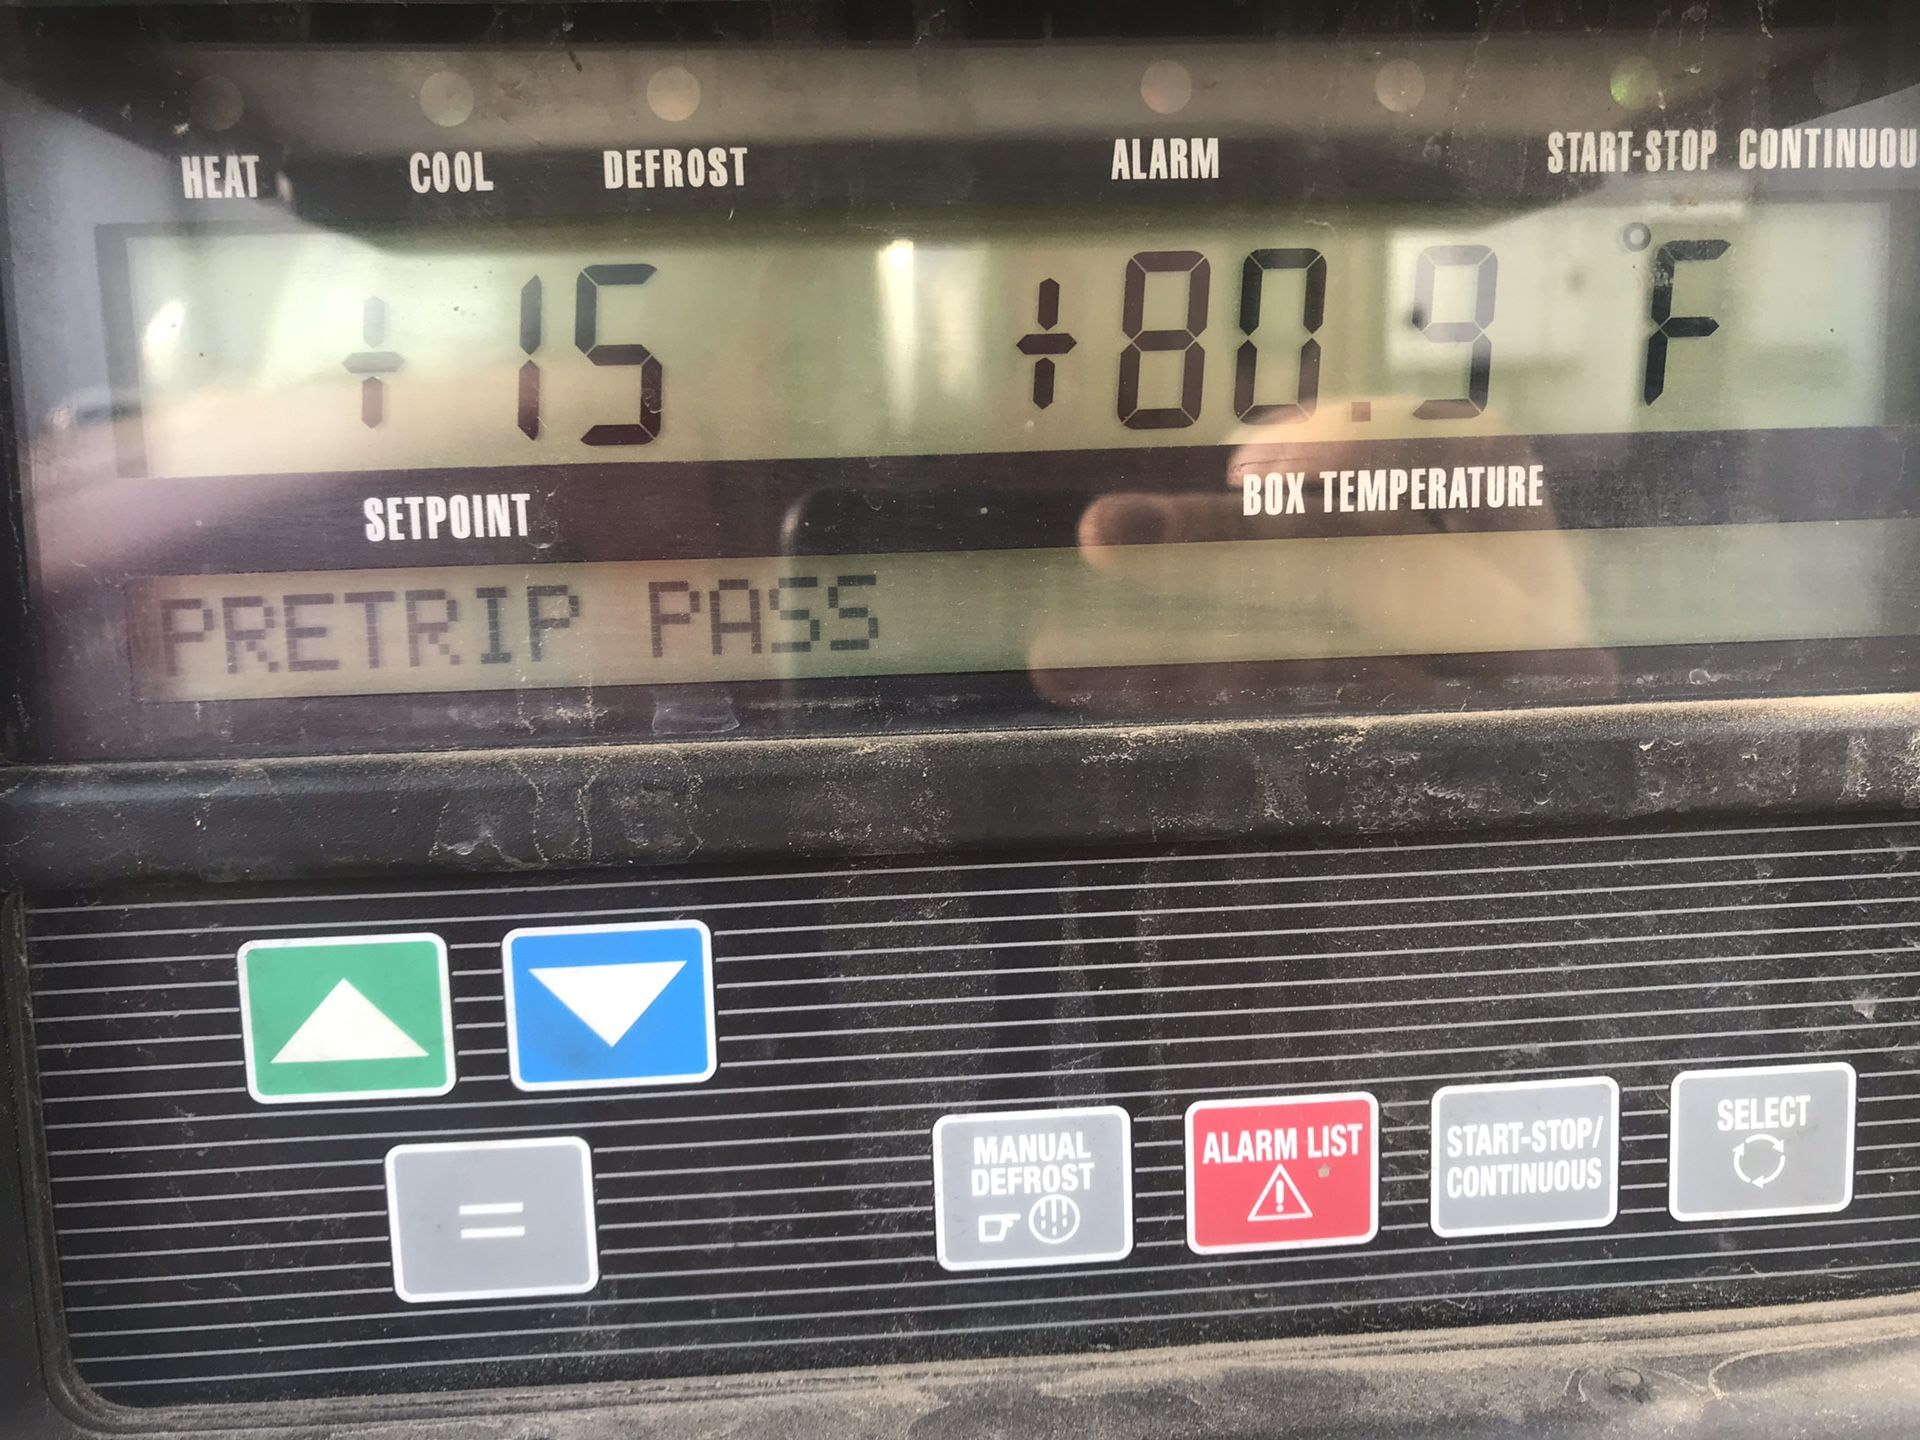 HEAT COOL DEFROST ALARM START-STOP CONTINUOU
+15 +80.9 °F
SETPOINT BOX TEMPERATURE
PRETRIP PASS
MANUAL DEFROST
ALARM LIST
START-STOP/
CONTINUOUS
SELECT
=